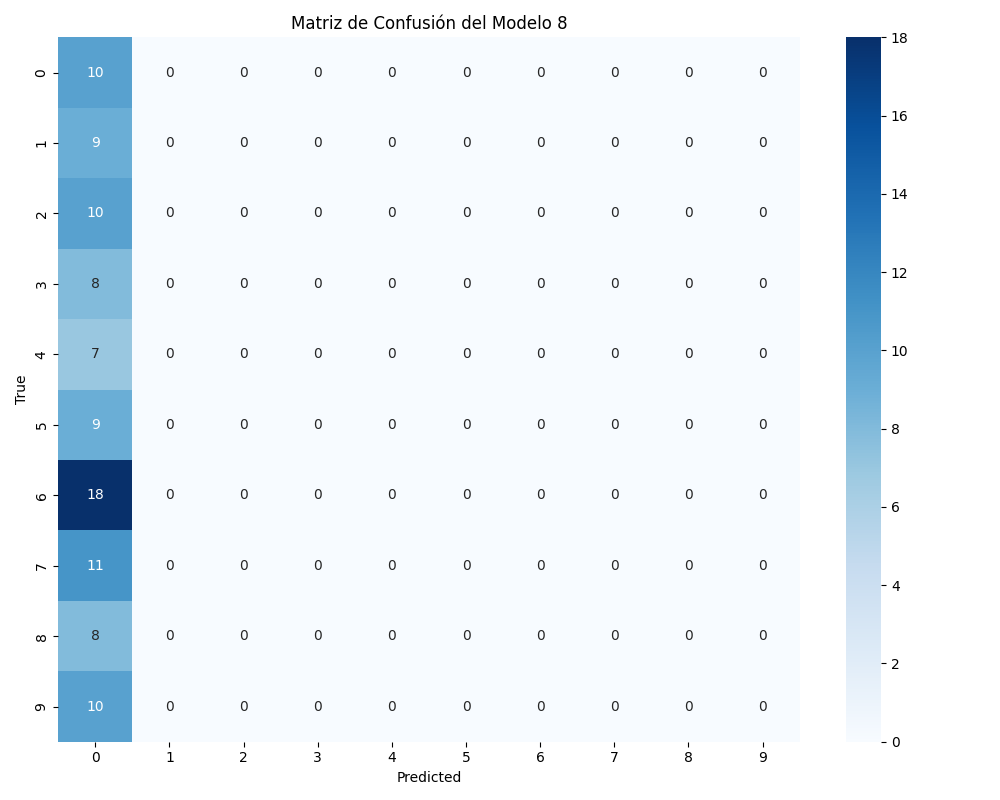 Matriz de Confusión del Modelo 8
True
0 10 0 0 0 0 0 0 0 0 0
1 9 0 0 0 0 0 0 0 0 0
2 10 0 0 0 0 0 0 0 0 0
3 8 0 0 0 0 0 0 0 0 0
4 7 0 0 0 0 0 0 0 0 0
5 9 0 0 0 0 0 0 0 0 0
6 18 0 0 0 0 0 0 0 0 0
7 11 0 0 0 0 0 0 0 0 0
8 8 0 0 0 0 0 0 0 0 0
9 10 0 0 0 0 0 0 0 0 0
0 1 2 3 4 5 6 7 8 9
Predicted
18
16
14
12
10
8
6
4
2
0